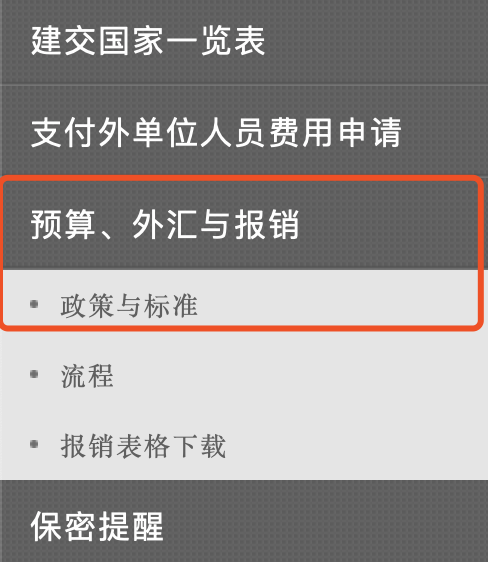 建交国家一览表
支付外单位人员费用申请
预算、外汇与报销
政策与标准
流程
报销表格下载
保密提醒